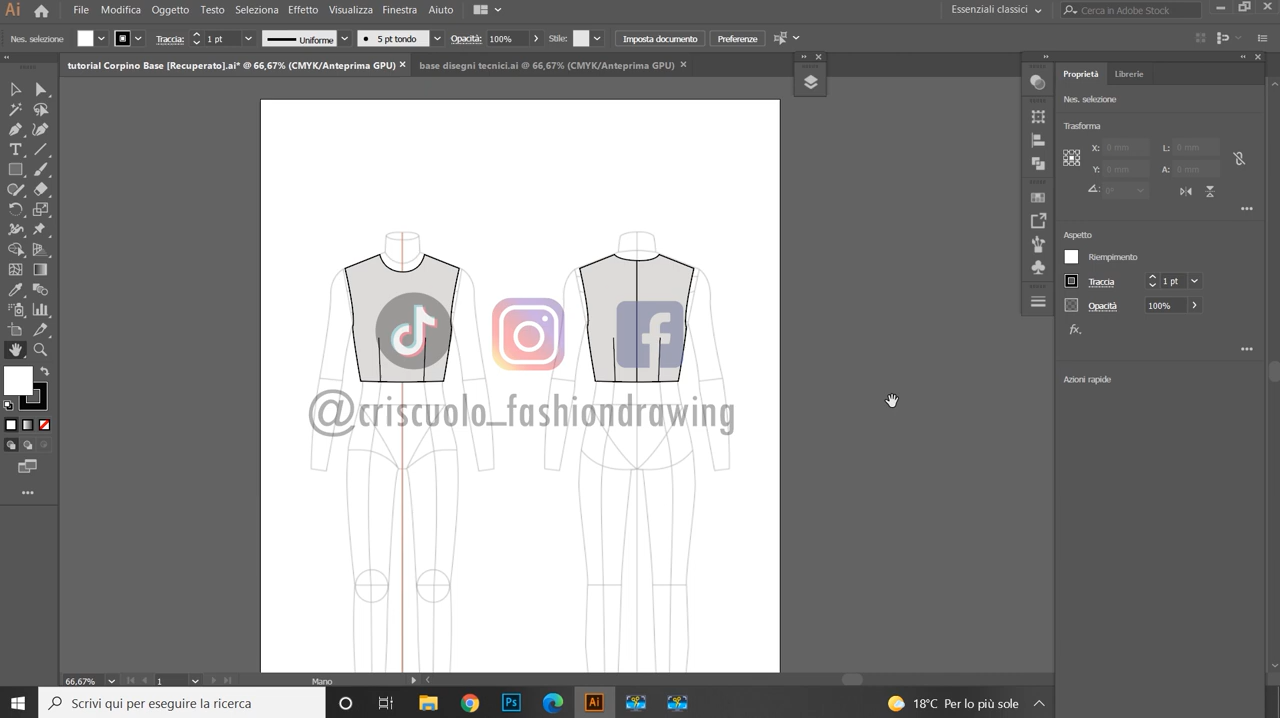 Ai File Modifica Oggetto Testo Selezione Effetto Visualizza Finestra Aiuto Essenziali classici Cerca in Adobe Stock
Nes. selezione Traccia: 1 pt Uniforme 5 pt tondo Opacità: 100% Stile: Imposta documento Preferenze
tutorial Corpino Base [Recuperato].ai* @ 66,67% (CMYK/Anteprima GPU) base disegni tecnici.ai @ 66,67% (CMYK/Anteprima GPU)
Proprietà Librerie
Nes. selezione
Trasforma
X: 0 mm L: 0 mm
Y: 0 mm A: 0 mm
0°
Aspetto
Riempimento
Traccia 1 pt
Opacità 100%
fx
Azioni rapide
@criscuolo_fashiondrawing
66,67% 1 Mano
Scrivi qui per eseguire la ricerca Ps Ai 18°C Per lo più sole